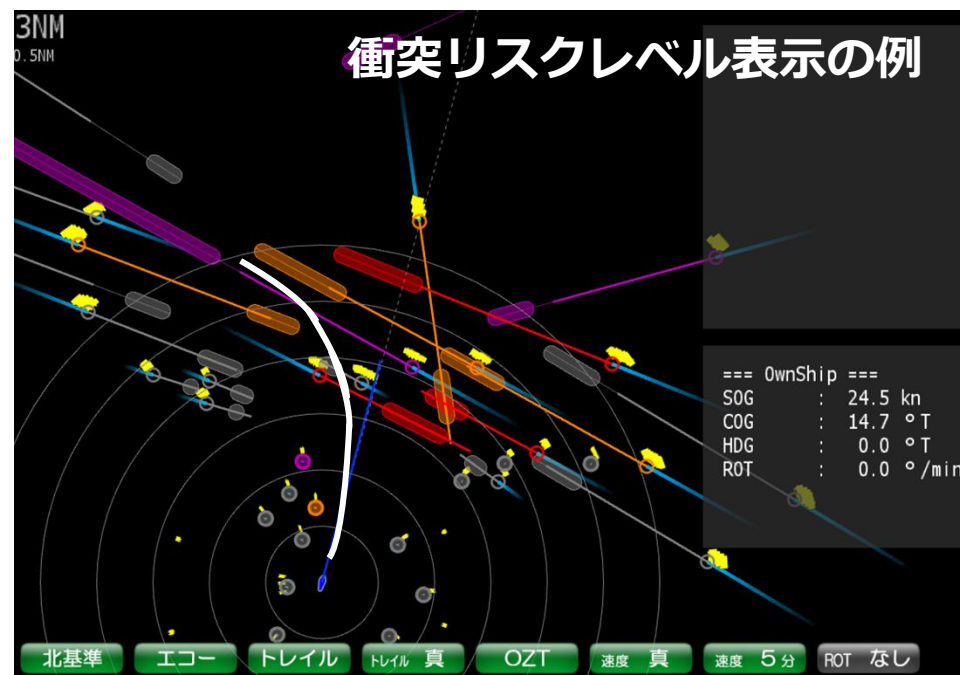 3NM
0.5NM
衝突リスクレベル表示の例
=== OwnShip ===
SOG : 24.5 kn
COG : 14.7 °T
HDG : 0.0 °T
ROT : 0.0 °/min
北基準 エコー トレイル トレイル 真 OZT 速度 真 速度 5分 ROT なし